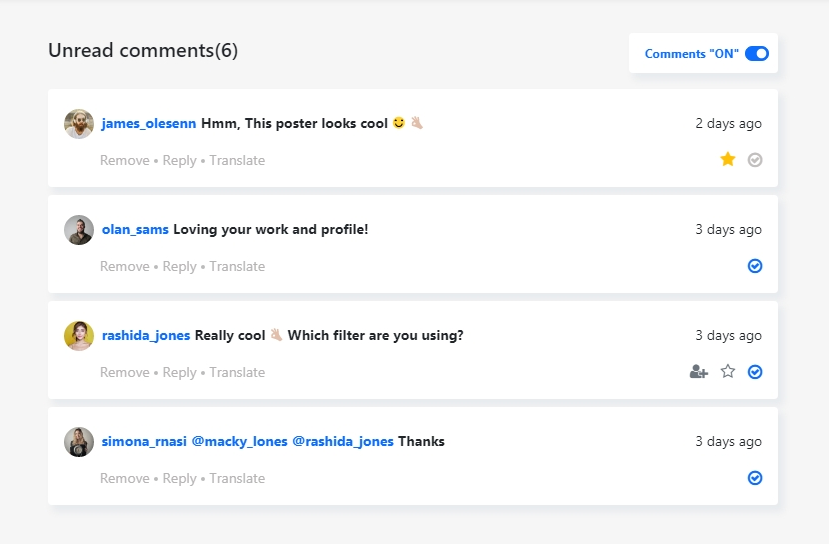 Unread comments(6)
Comments "ON"
james_olesenn Hmm, This poster looks cool 😃 👌🏼
2 days ago
Remove • Reply • Translate
olan_sams Loving your work and profile!
3 days ago
Remove • Reply • Translate
rashida_jones Really cool 👌🏼 Which filter are you using?
3 days ago
Remove • Reply • Translate
simona_rnasi @macky_lones @rashida_jones Thanks
3 days ago
Remove • Reply • Translate